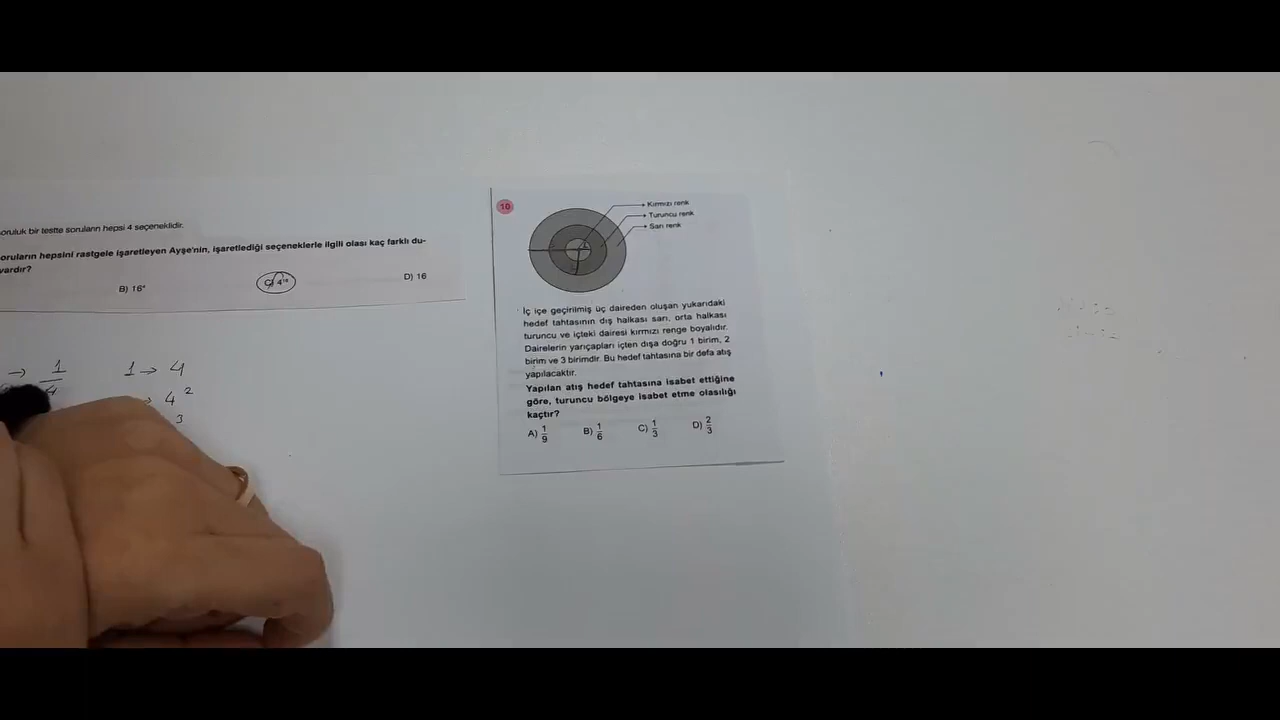 soruluk bir testte soruların hepsi 4 seçeneklidir.
soruların hepsini rastgele işaretleyen Ayşe'nin, işaretlediği seçeneklerle ilgili olası kaç farklı du-
vardır?
B) 16⁴
C) 4¹⁶
D) 16
→ 1/4
1 → 4
→ 4²
3
10
Kırmızı renk
Turuncu renk
Sarı renk
İç içe geçirilmiş üç daireden oluşan yukarıdaki
hedef tahtasının dış halkası sarı, orta halkası
turuncu ve içteki dairesi kırmızı renge boyalıdır.
Dairelerin yarıçapları içten dışa doğru 1 birim, 2
birim ve 3 birimdir. Bu hedef tahtasına bir defa atış
yapılacaktır.
Yapılan atış hedef tahtasına isabet ettiğine
göre, turuncu bölgeye isabet etme olasılığı
kaçtır?
A) 1/9 B) 1/6 C) 1/3 D) 2/3